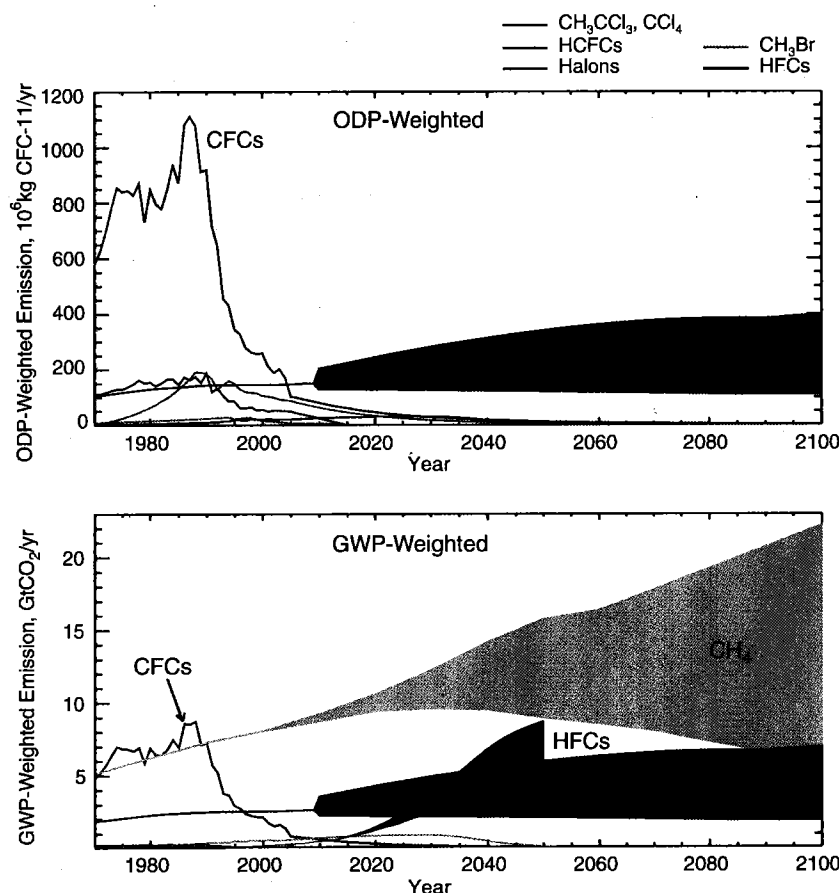 CH₃CCl₃, CCl₄
HCFCs CH₃Br
Halons HFCs
ODP-Weighted
CFCs
ODP-Weighted Emission, 10⁶kg CFC-11/yr
1200
1000
800
600
400
200
0
1980 2000 2020 2040 2060 2080 2100
Year
GWP-Weighted
CFCs
CH₄
HFCs
GWP-Weighted Emission, GtCO₂/yr
20
15
10
5
1980 2000 2020 2040 2060 2080 2100
Year